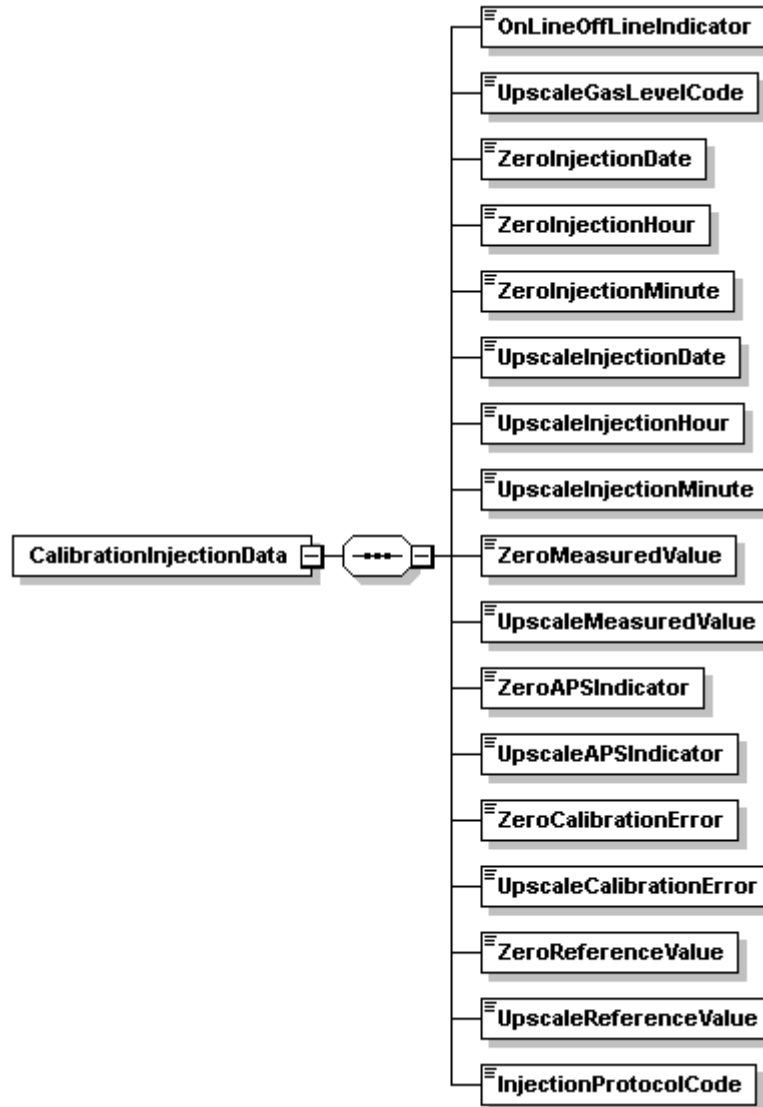 OnLineOffLineIndicator
UpscaleGasLevelCode
ZeroInjectionDate
ZeroInjectionHour
ZeroInjectionMinute
UpscaleInjectionDate
UpscaleInjectionHour
UpscaleInjectionMinute
CalibrationInjectionData
ZeroMeasuredValue
UpscaleMeasuredValue
ZeroAPSIndicator
UpscaleAPSIndicator
ZeroCalibrationError
UpscaleCalibrationError
ZeroReferenceValue
UpscaleReferenceValue
InjectionProtocolCode